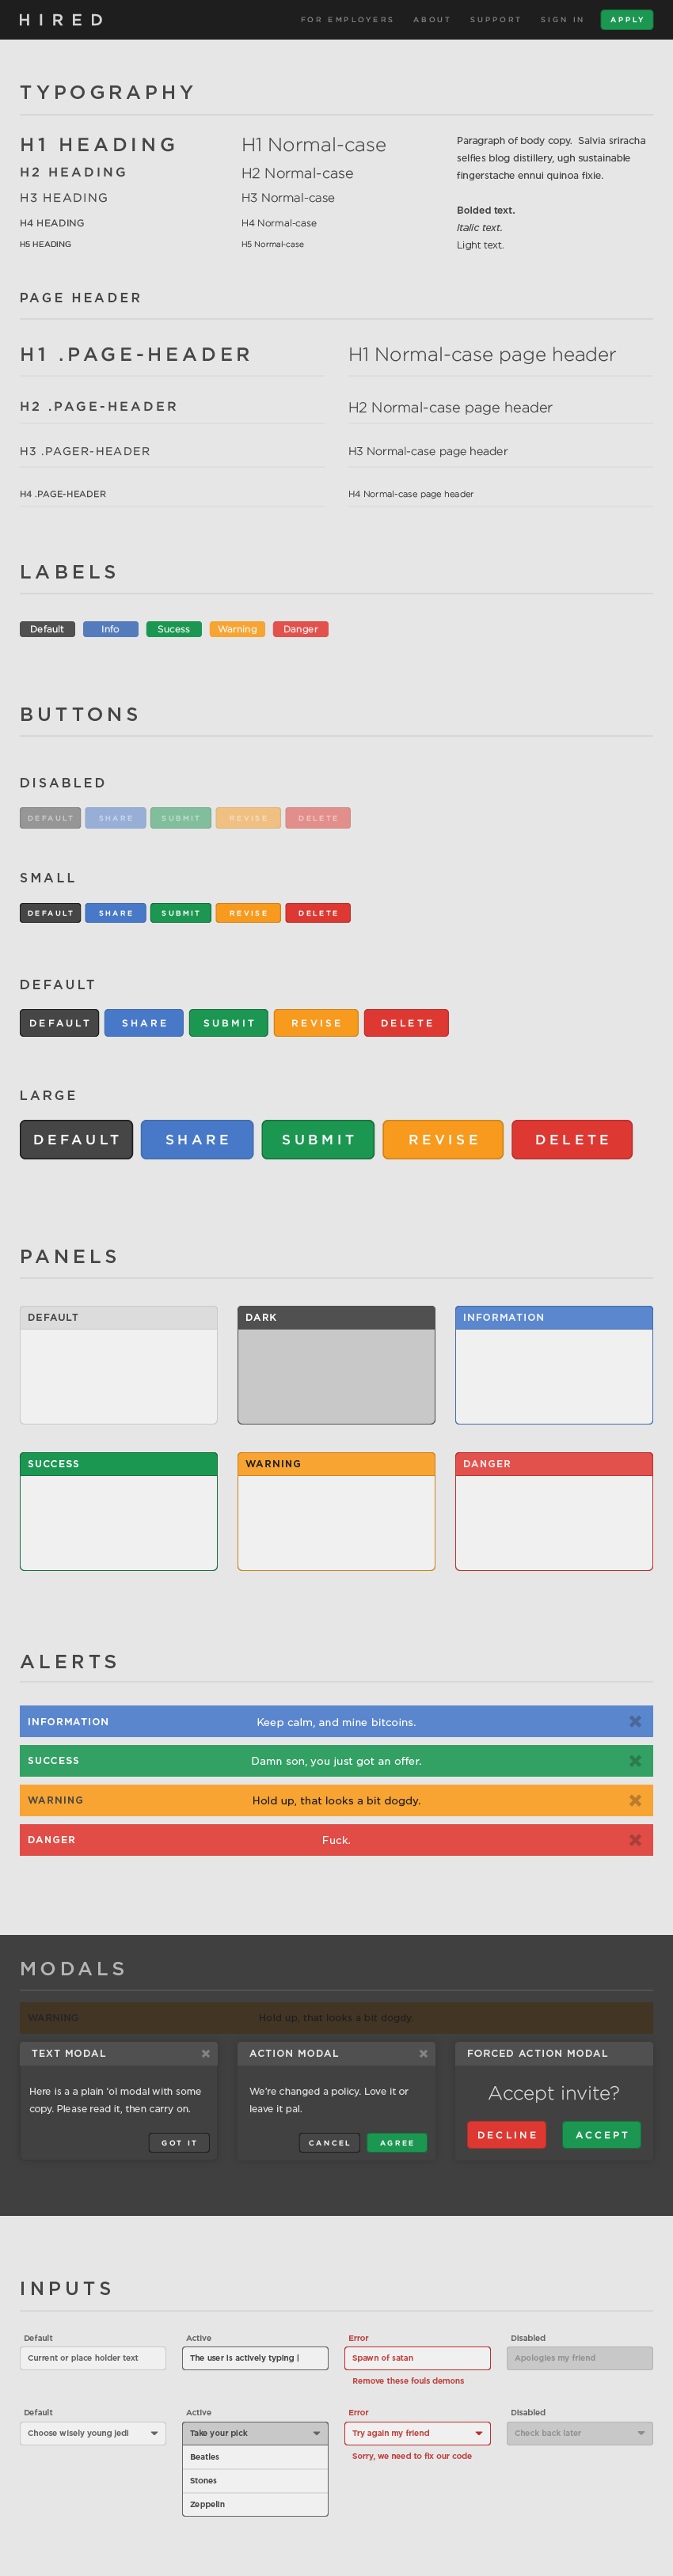 HIRED
FOR EMPLOYERS ABOUT SUPPORT SIGN IN APPLY
TYPOGRAPHY
H1 HEADING
H2 HEADING
H3 HEADING
H4 HEADING
H5 HEADING
H1 Normal-case
H2 Normal-case
H3 Normal-case
H4 Normal-case
H5 Normal-case
Paragraph of body copy. Salvia sriracha
selfies blog distillery, ugh sustainable
fingerstache ennui quinoa fixie.
Bolded text.
Italic text.
Light text.
PAGE HEADER
H1 .PAGE-HEADER
H2 .PAGE-HEADER
H3 .PAGER-HEADER
H4 .PAGE-HEADER
H1 Normal-case page header
H2 Normal-case page header
H3 Normal-case page header
H4 Normal-case page header
LABELS
Default Info Sucess Warning Danger
BUTTONS
DISABLED
DEFAULT SHARE SUBMIT REVISE DELETE
SMALL
DEFAULT SHARE SUBMIT REVISE DELETE
DEFAULT
DEFAULT SHARE SUBMIT REVISE DELETE
LARGE
DEFAULT SHARE SUBMIT REVISE DELETE
PANELS
DEFAULT DARK INFORMATION
SUCCESS WARNING DANGER
ALERTS
INFORMATION Keep calm, and mine bitcoins.
SUCCESS Damn son, you just got an offer.
WARNING Hold up, that looks a bit dogdy.
DANGER Fuck.
MODALS
WARNING Hold up, that looks a bit dogdy.
TEXT MODAL
Here is a a plain 'ol modal with some
copy. Please read it, then carry on.
GOT IT
ACTION MODAL
We're changed a policy. Love it or
leave it pal.
CANCEL AGREE
FORCED ACTION MODAL
Accept invite?
DECLINE ACCEPT
INPUTS
Default Active Error Disabled
Current or place holder text The user is actively typing | Spawn of satan Apologies my friend
Remove these fouls demons
Default Active Error Disabled
Choose wisely young jedi Take your pick Try again my friend Check back later
Beatles Sorry, we need to fix our code
Stones
Zeppelin